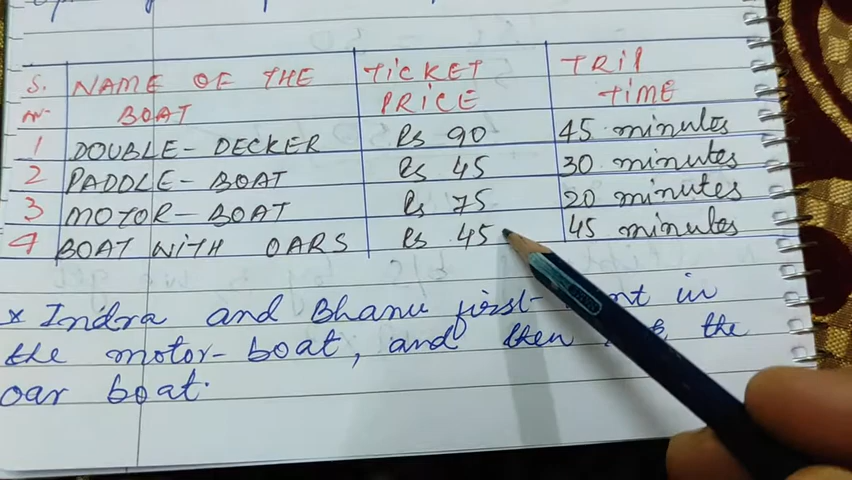 S. NAME OF THE TICKET TRIP
Nr BOAT PRICE TIME
1 DOUBLE-DECKER Rs 90 45 minutes
2 PADDLE-BOAT Rs 45 30 minutes
3 MOTOR-BOAT Rs 75 20 minutes
4 BOAT WITH OARS Rs 45 45 minutes
* Indra and Bhanu first in
the motor-boat, and then the
oar boat.